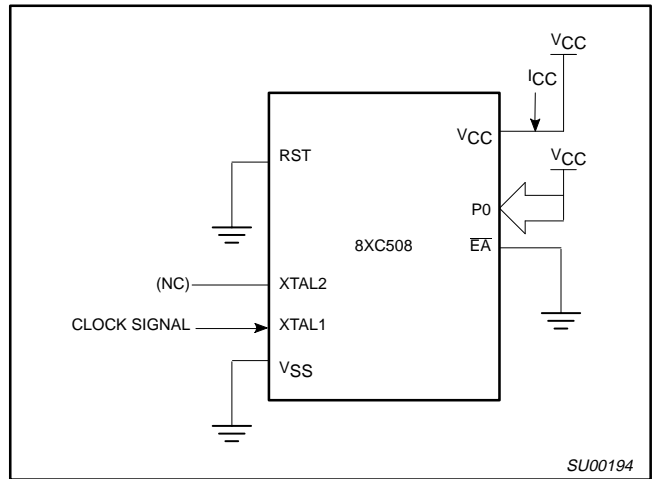 VCC
ICC
VCC
RST
VCC
P0
8XC508
EA
(NC)
XTAL2
CLOCK SIGNAL
XTAL1
VSS
SU00194